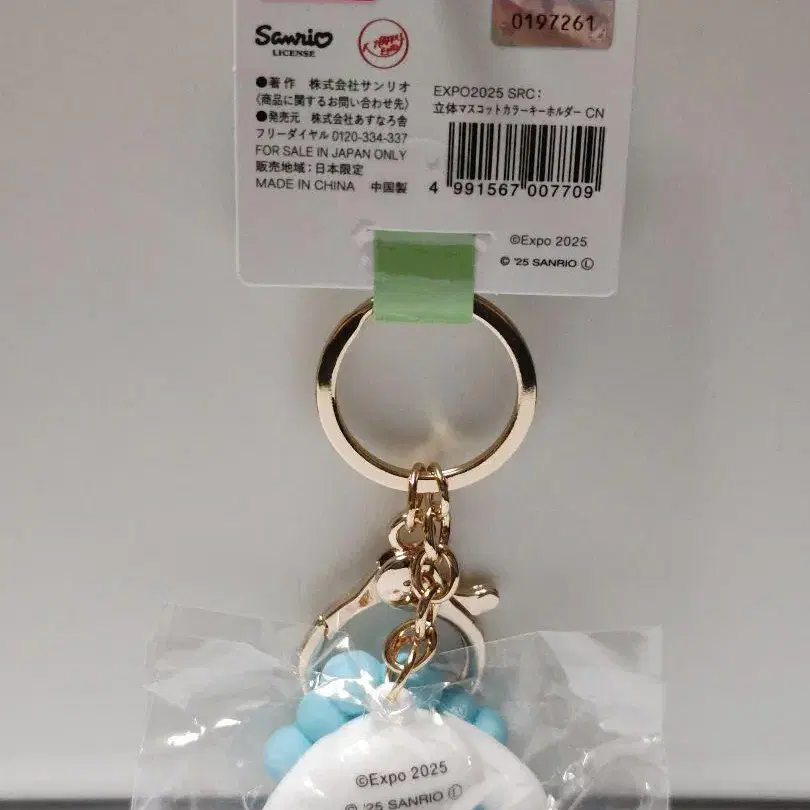 Sanrio
LICENSE
0197261
●著作 株式会社サンリオ
〈商品に関するお問い合わせ先〉
●発売元 株式会社あすなろ舎
フリーダイヤル 0120-334-337
FOR SALE IN JAPAN ONLY
販売地域:日本限定
MADE IN CHINA 中国製
EXPO2025 SRC:
立体マスコットカラーキーホルダー CN
4 991567 007709
©Expo 2025
© '25 SANRIO Ⓛ
©Expo 2025
© '25 SANRIO Ⓛ